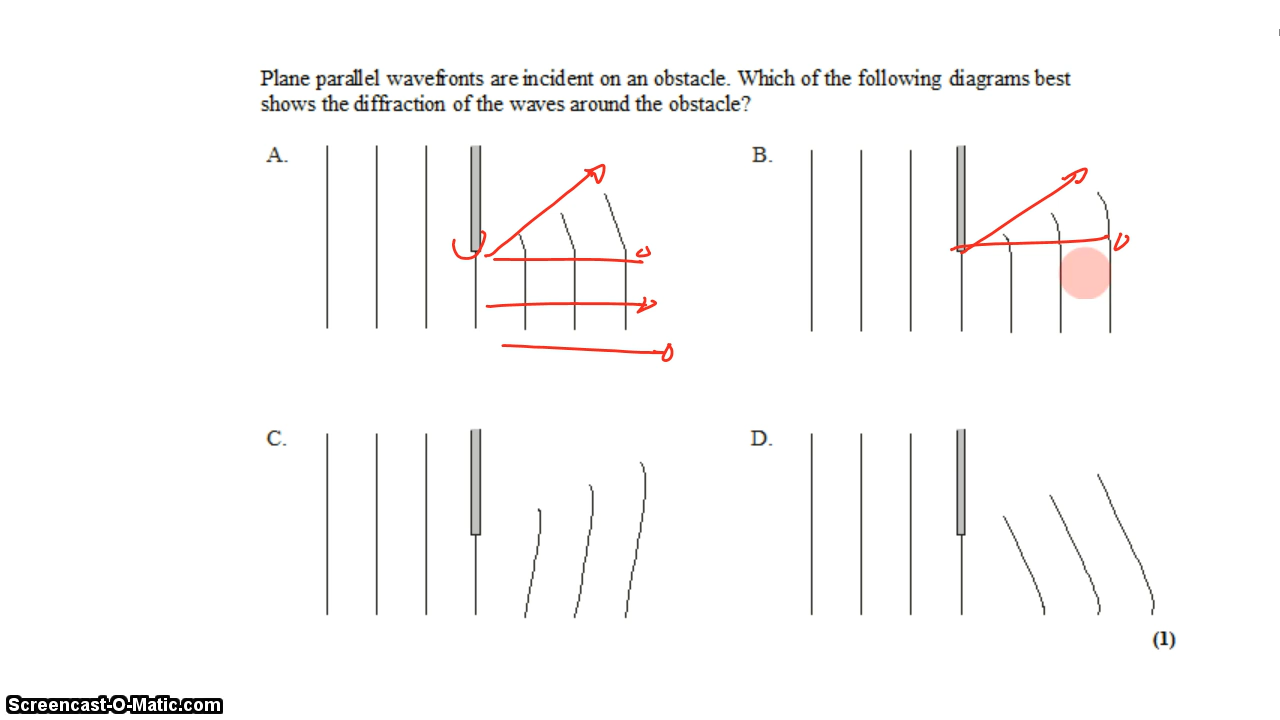 Plane parallel wavefronts are incident on an obstacle. Which of the following diagrams best
shows the diffraction of the waves around the obstacle?
A.
B.
C.
D.
(1)
Screencast-O-Matic.com